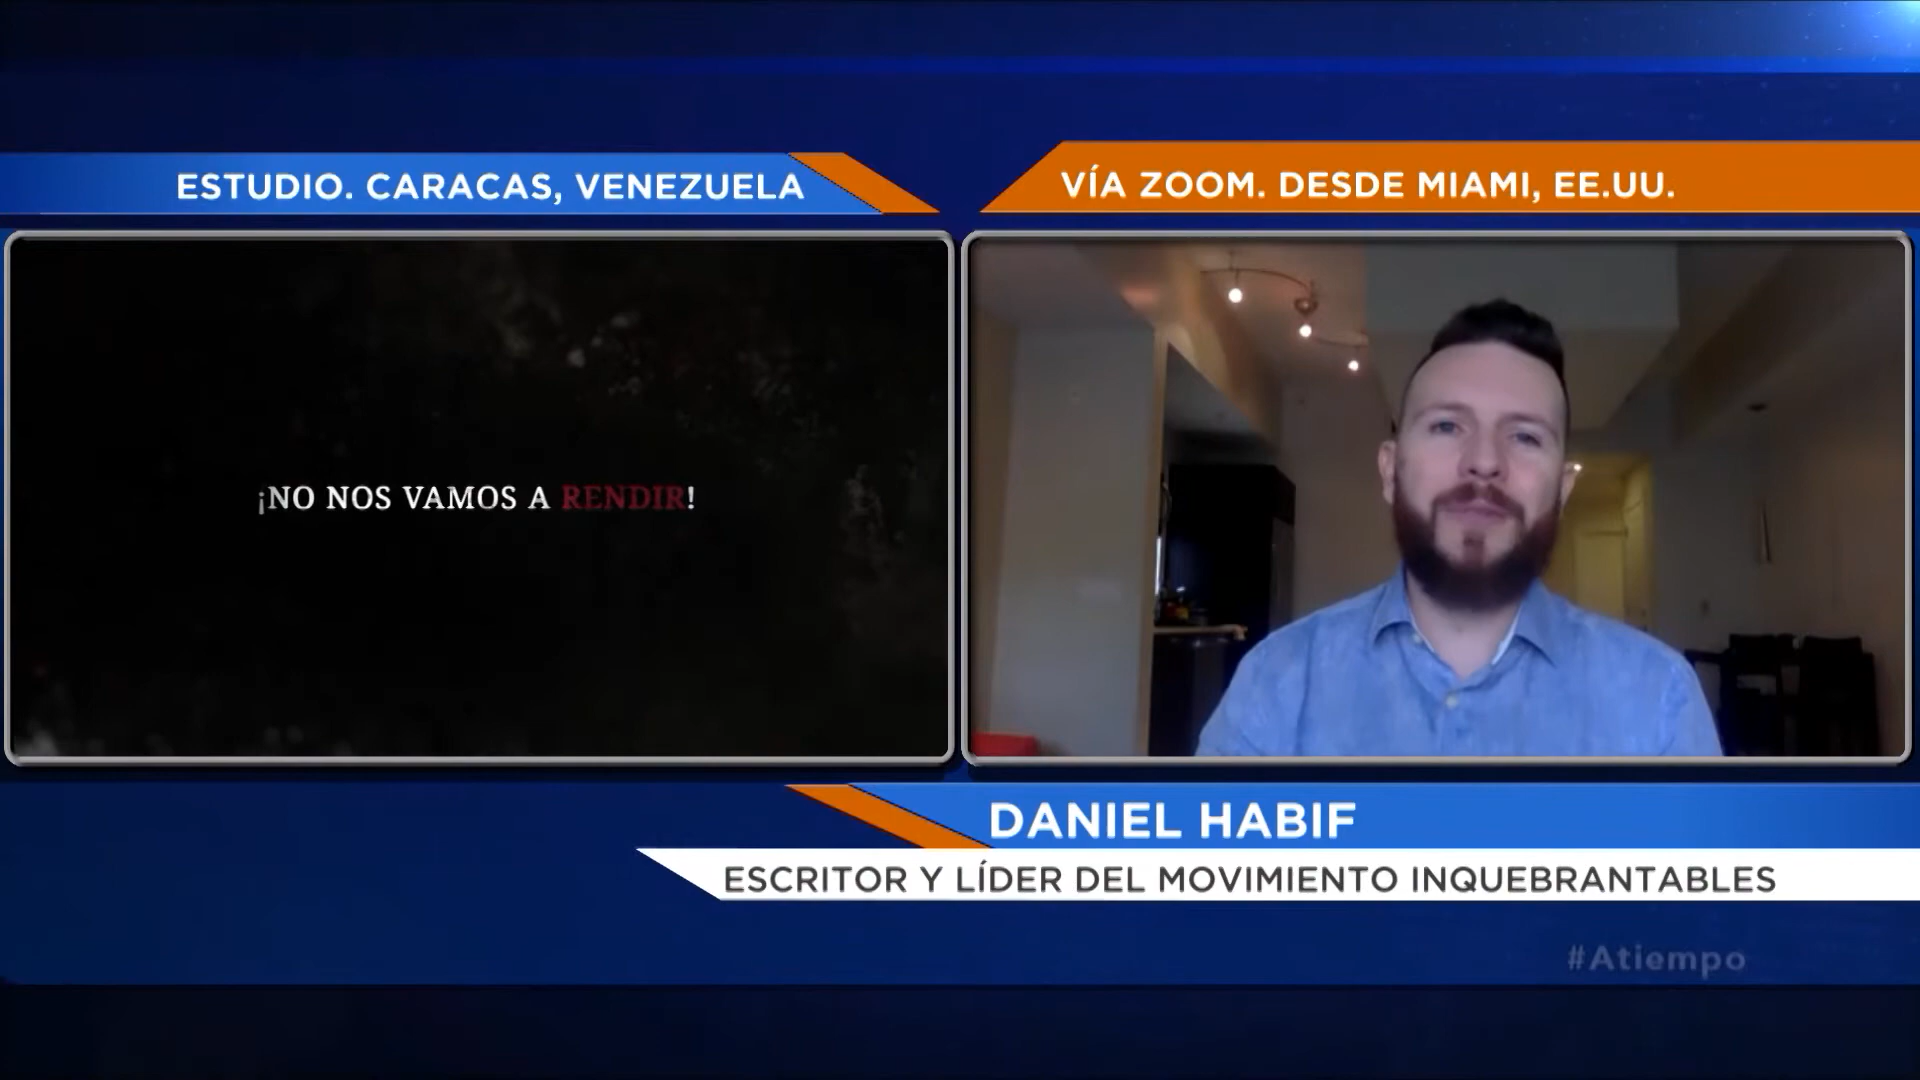 ESTUDIO. CARACAS, VENEZUELA
VÍA ZOOM. DESDE MIAMI, EE.UU.
¡NO NOS VAMOS A RENDIR!
DANIEL HABIF
ESCRITOR Y LÍDER DEL MOVIMIENTO INQUEBRANTABLES
#Atiempo